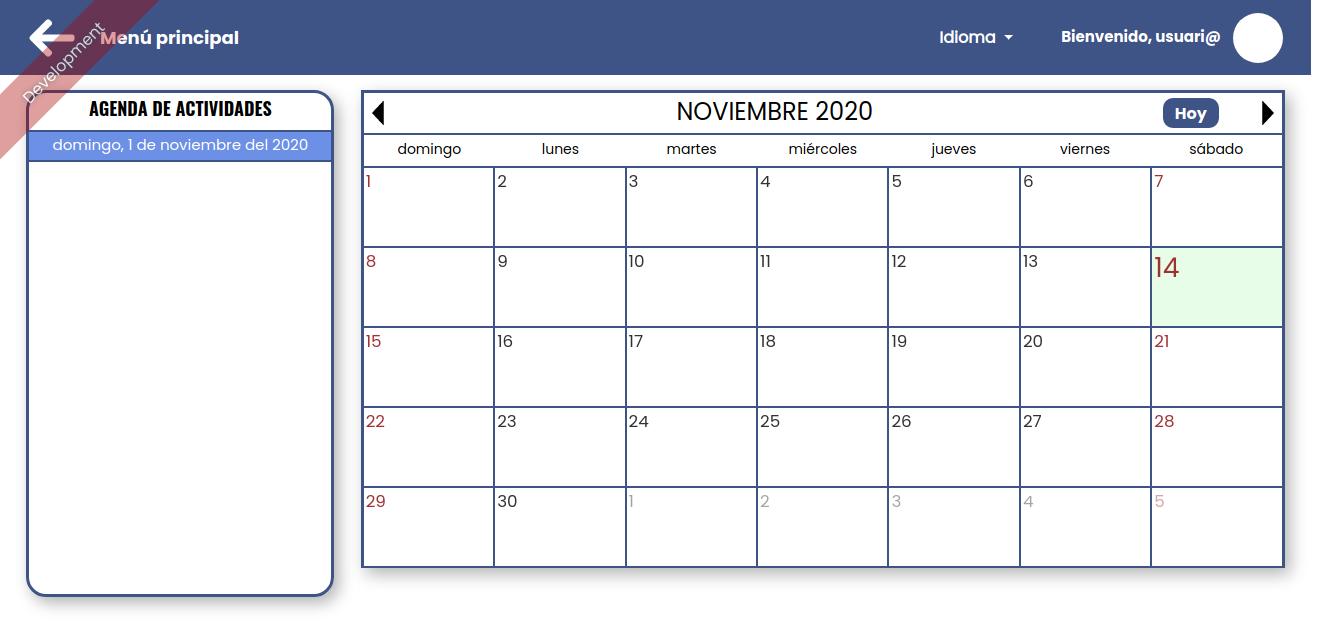 Development
Menú principal
Idioma
Bienvenido, usuari@
AGENDA DE ACTIVIDADES
domingo, 1 de noviembre del 2020
NOVIEMBRE 2020
Hoy
domingo lunes martes miércoles jueves viernes sábado
1 2 3 4 5 6 7
8 9 10 11 12 13 14
15 16 17 18 19 20 21
22 23 24 25 26 27 28
29 30 1 2 3 4 5